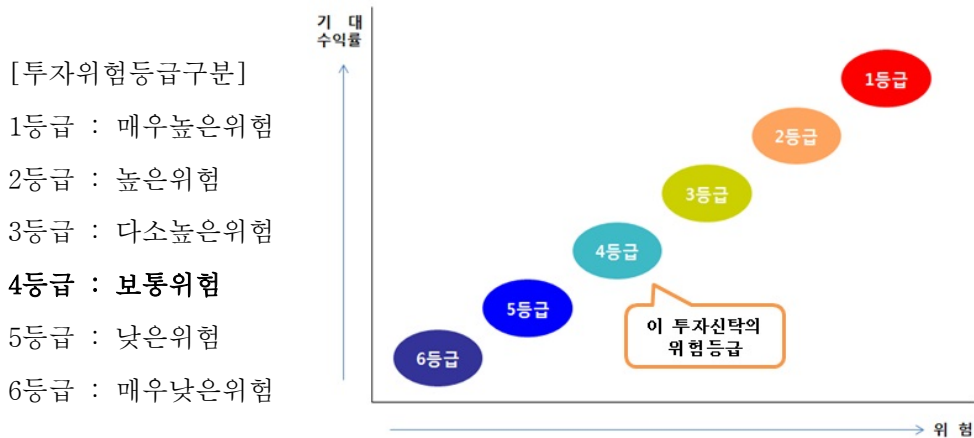 [투자위험등급구분]
1등급 : 매우높은위험
2등급 : 높은위험
3등급 : 다소높은위험
4등급 : 보통위험
5등급 : 낮은위험
6등급 : 매우낮은위험
기 대
수익률
1등급
2등급
3등급
4등급
5등급
6등급
이 투자신탁의
위험등급
위 험